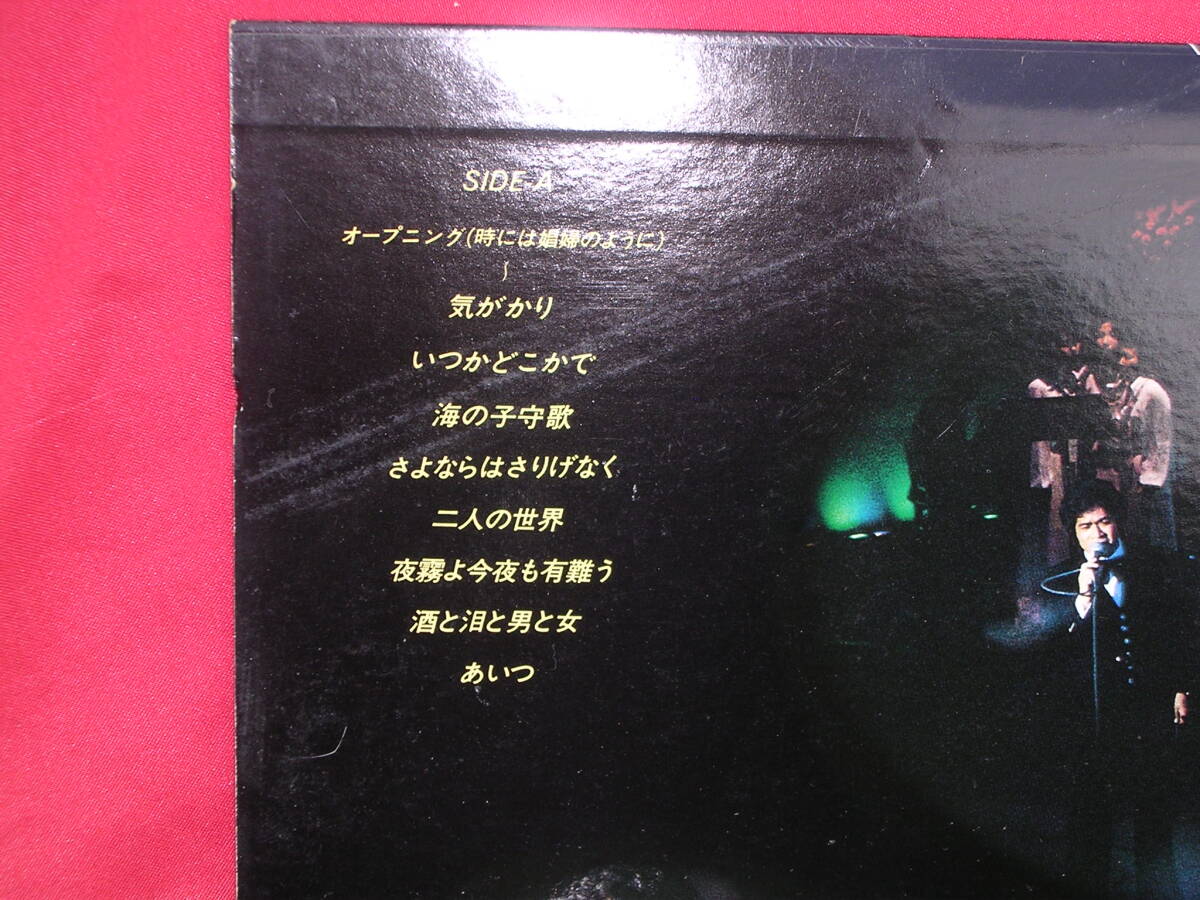 SIDE-A
オープニング(時には娼婦のように)
〜
気がかり
いつかどこかで
海の子守歌
さよならはさりげなく
二人の世界
夜霧よ今夜も有難う
酒と泪と男と女
あいつ